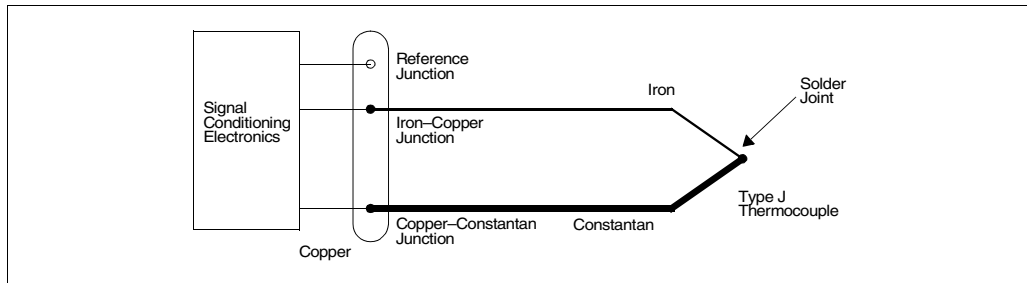 Signal
Conditioning
Electronics
Reference
Junction
Iron–Copper
Junction
Iron
Solder
Joint
Type J
Thermocouple
Copper–Constantan
Junction
Constantan
Copper